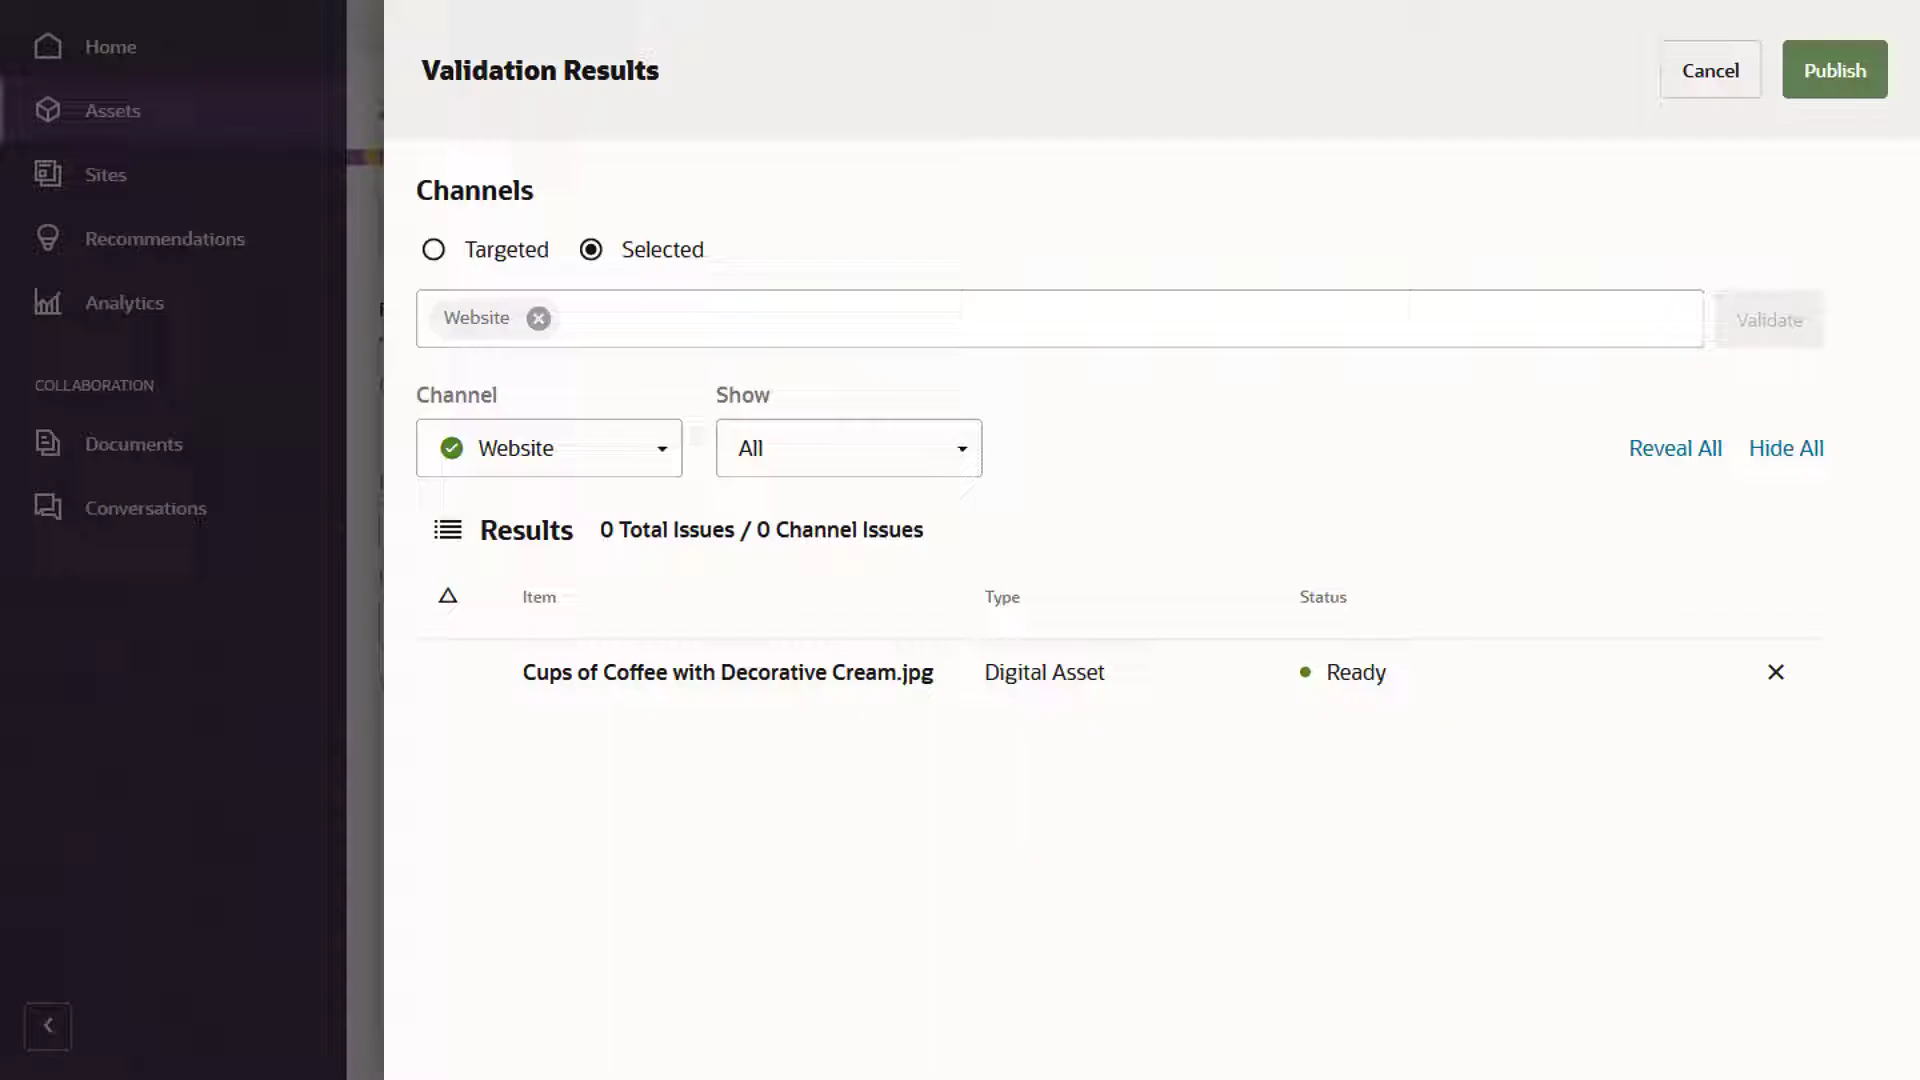 Home
Assets
Sites
Recommendations
Analytics
COLLABORATION
Documents
Conversations
Validation Results
Cancel
Publish
Channels
Targeted
Selected
Website
Validate
Channel
Show
Website
All
Reveal All
Hide All
Results 0 Total Issues / 0 Channel Issues
Item Type Status
Cups of Coffee with Decorative Cream.jpg Digital Asset Ready